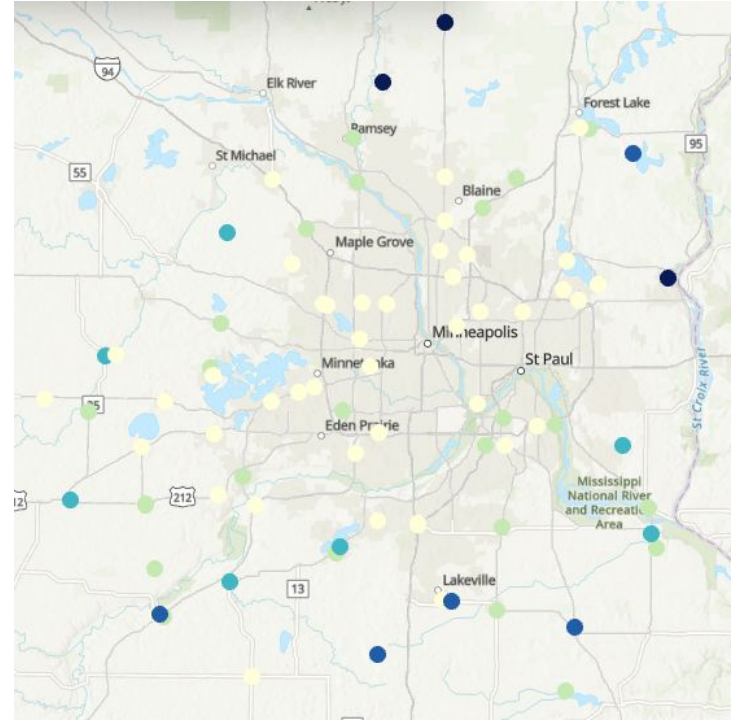 94
Elk River
Forest Lake
Ramsey
95
St Michael
55
Blaine
Maple Grove
Minneapolis
St Paul
Minnetonka
St Croix River
Eden Prairie
Mississippi
National River
and Recreation
Area
212
12
13
Lakeville